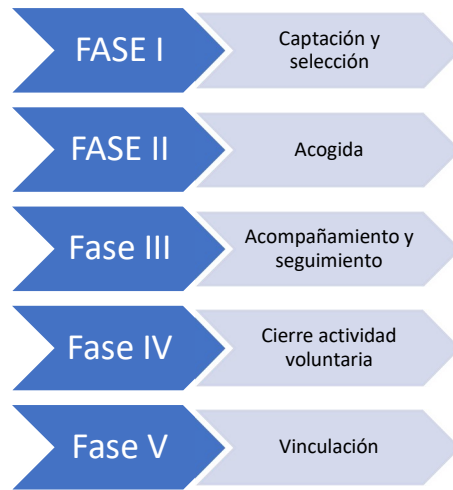 FASE I
Captación y
selección
FASE II
Acogida
Fase III
Acompañamiento y
seguimiento
Fase IV
Cierre actividad
voluntaria
Fase V
Vinculación